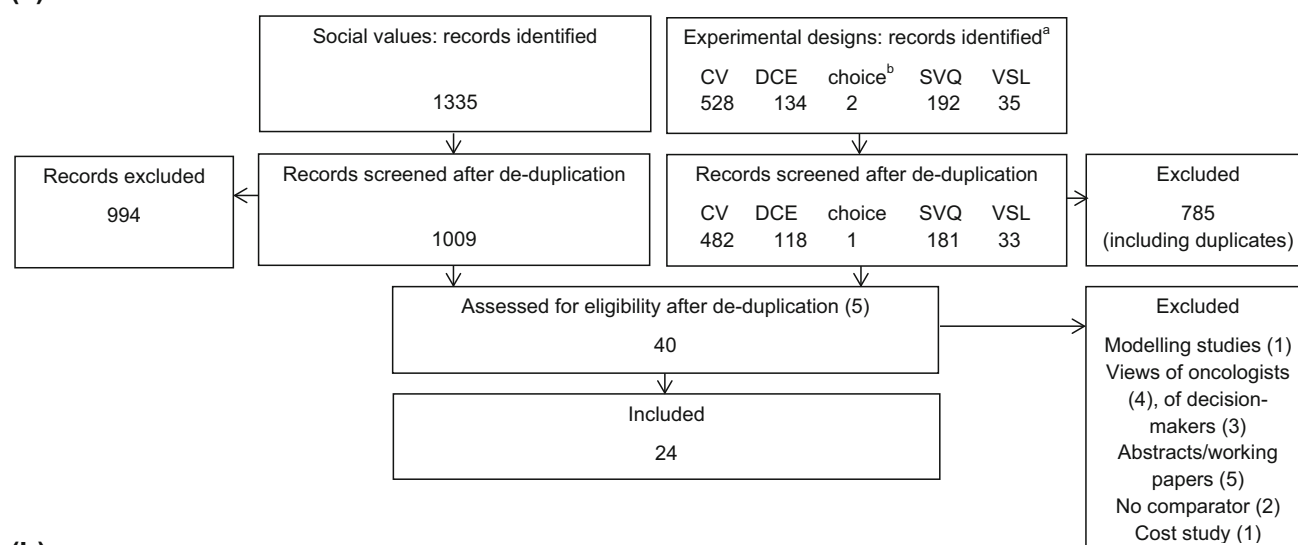 Social values: records identified
1335
Experimental designs: records identifiedᵃ
CV DCE choiceᵇ SVQ VSL
528 134 2 192 35
Records excluded
994
Records screened after de-duplication
1009
Records screened after de-duplication
CV DCE choice SVQ VSL
482 118 1 181 33
Excluded
785
(including duplicates)
Assessed for eligibility after de-duplication (5)
40
Excluded
Modelling studies (1)
Views of oncologists
(4), of decision-
makers (3)
Abstracts/working
papers (5)
No comparator (2)
Cost study (1)
Included
24